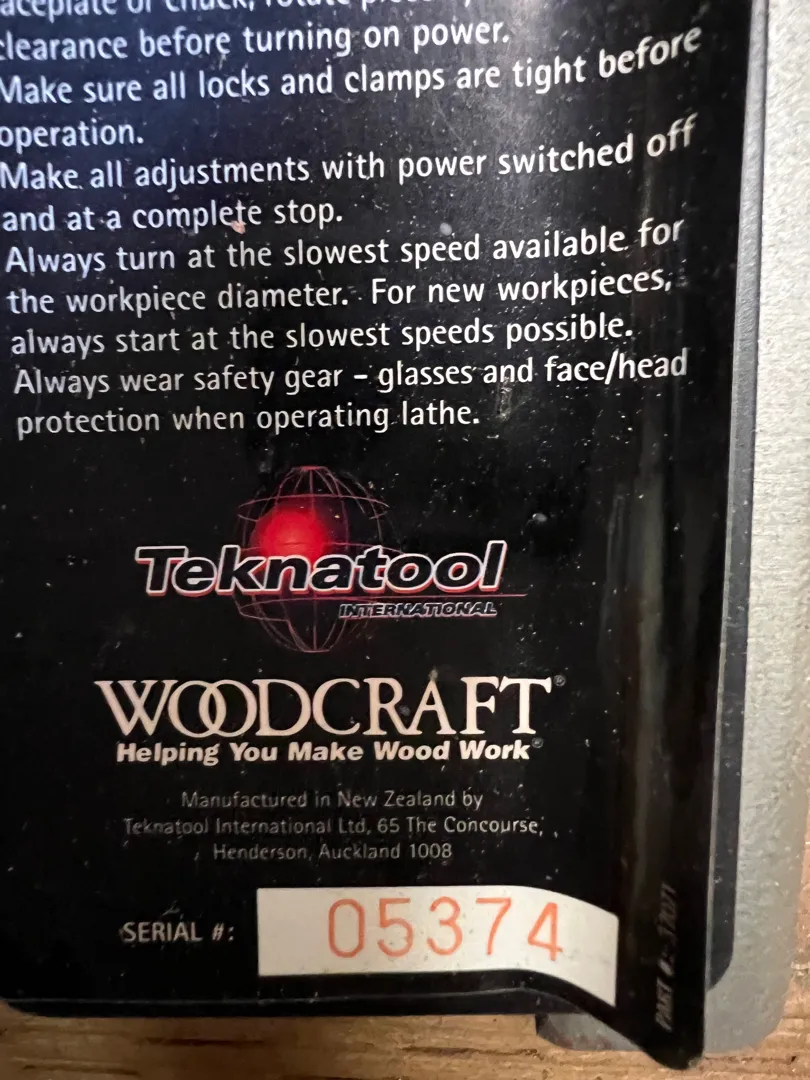 clearance before turning on power.
Make sure all locks and clamps are tight before
operation.
Make all adjustments with power switched off
and at a complete stop.
Always turn at the slowest speed available for
the workpiece diameter. For new workpieces,
always start at the slowest speeds possible.
Always wear safety gear – glasses and face/head
protection when operating lathe.
Teknatool
INTERNATIONAL
WOODCRAFT®
Helping You Make Wood Work®
Manufactured in New Zealand by
Teknatool International Ltd, 65 The Concourse,
Henderson, Auckland 1008
SERIAL #: 05374
PART #: